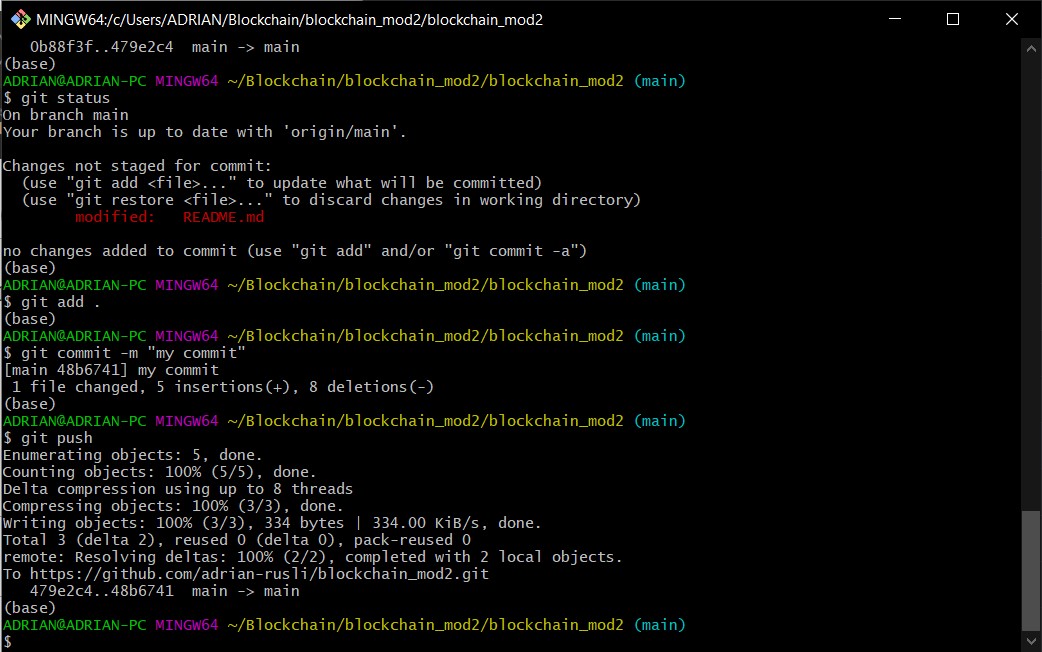 MINGW64:/c/Users/ADRIAN/Blockchain/blockchain_mod2/blockchain_mod2
   0b88f3f..479e2c4  main -> main
(base)
ADRIAN@ADRIAN-PC MINGW64 ~/Blockchain/blockchain_mod2/blockchain_mod2 (main)
$ git status
On branch main
Your branch is up to date with 'origin/main'.

Changes not staged for commit:
  (use "git add <file>..." to update what will be committed)
  (use "git restore <file>..." to discard changes in working directory)
        modified:   README.md

no changes added to commit (use "git add" and/or "git commit -a")
(base)
ADRIAN@ADRIAN-PC MINGW64 ~/Blockchain/blockchain_mod2/blockchain_mod2 (main)
$ git add .
(base)
ADRIAN@ADRIAN-PC MINGW64 ~/Blockchain/blockchain_mod2/blockchain_mod2 (main)
$ git commit -m "my commit"
[main 48b6741] my commit
 1 file changed, 5 insertions(+), 8 deletions(-)
(base)
ADRIAN@ADRIAN-PC MINGW64 ~/Blockchain/blockchain_mod2/blockchain_mod2 (main)
$ git push
Enumerating objects: 5, done.
Counting objects: 100% (5/5), done.
Delta compression using up to 8 threads
Compressing objects: 100% (3/3), done.
Writing objects: 100% (3/3), 334 bytes | 334.00 KiB/s, done.
Total 3 (delta 2), reused 0 (delta 0), pack-reused 0
remote: Resolving deltas: 100% (2/2), completed with 2 local objects.
To https://github.com/adrian-rusli/blockchain_mod2.git
   479e2c4..48b6741  main -> main
(base)
ADRIAN@ADRIAN-PC MINGW64 ~/Blockchain/blockchain_mod2/blockchain_mod2 (main)
$